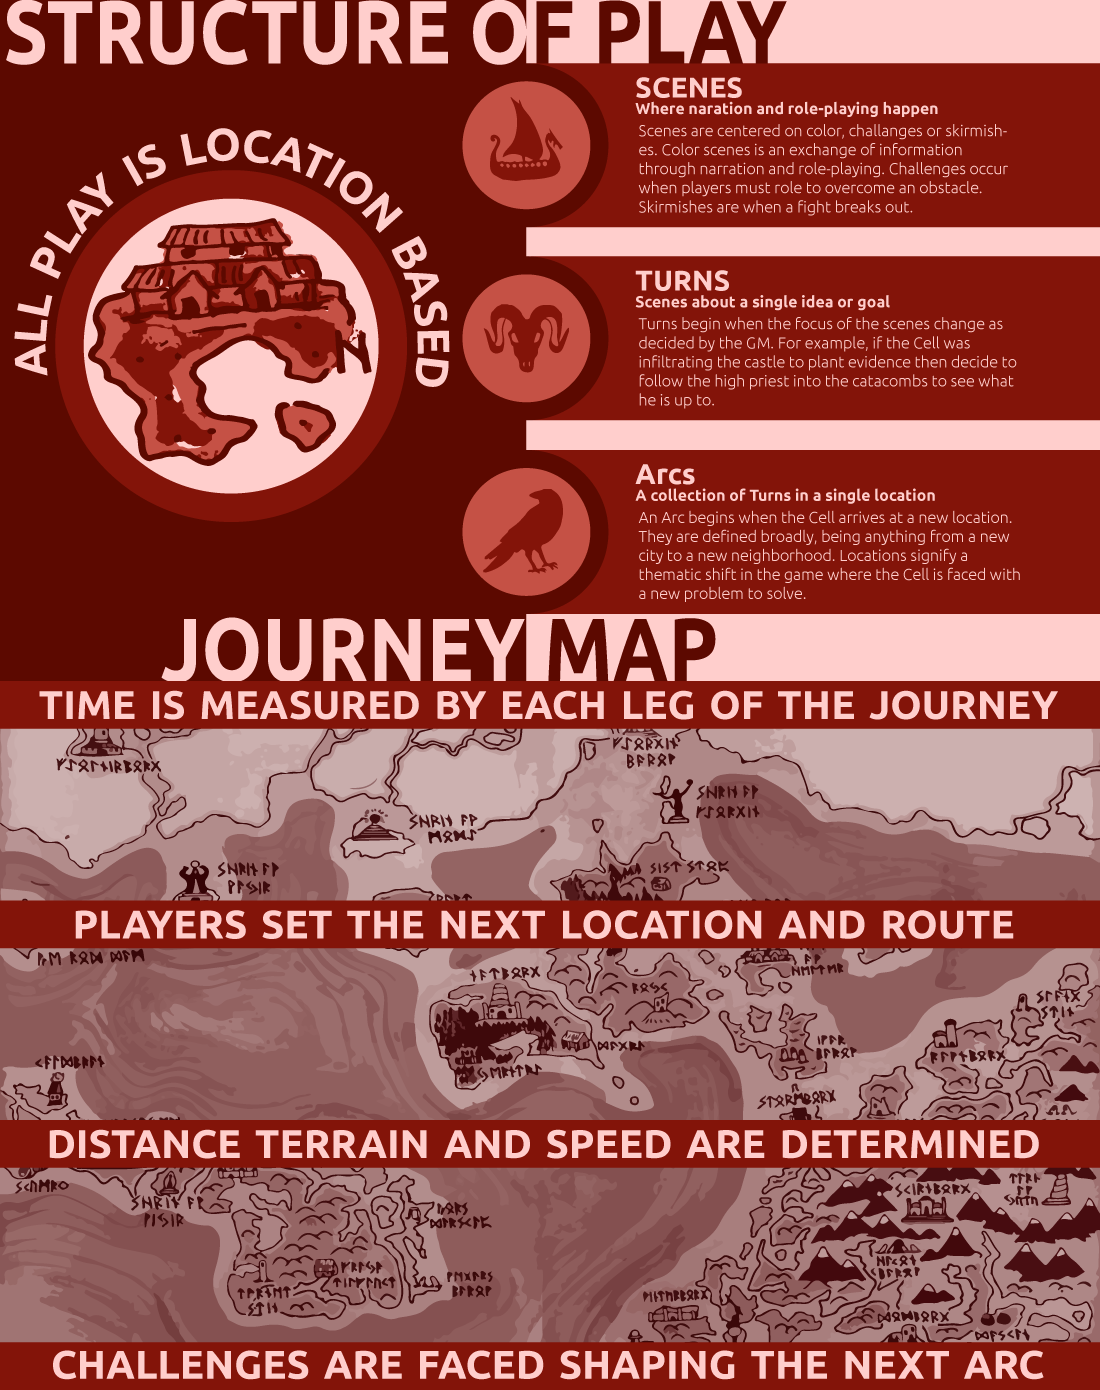 STRUCTURE OF PLAY
ALL PLAY IS LOCATION BASED
SCENES
Where naration and role-playing happen
Scenes are centered on color, challanges or skirmish-
es. Color scenes is an exchange of information
through narration and role-playing. Challenges occur
when players must role to overcome an obstacle.
Skirmishes are when a fight breaks out.
TURNS
Scenes about a single idea or goal
Turns begin when the focus of the scenes change as
decided by the GM. For example, if the Cell was
infiltrating the castle to plant evidence then decide to
follow the high priest into the catacombs to see what
he is up to.
Arcs
A collection of Turns in a single location
An Arc begins when the Cell arrives at a new location.
They are defined broadly, being anything from a new
city to a new neighborhood. Locations signify a
thematic shift in the game where the Cell is faced with
a new problem to solve.
JOURNEY MAP
TIME IS MEASURED BY EACH LEG OF THE JOURNEY
PLAYERS SET THE NEXT LOCATION AND ROUTE
DISTANCE TERRAIN AND SPEED ARE DETERMINED
CHALLENGES ARE FACED SHAPING THE NEXT ARC